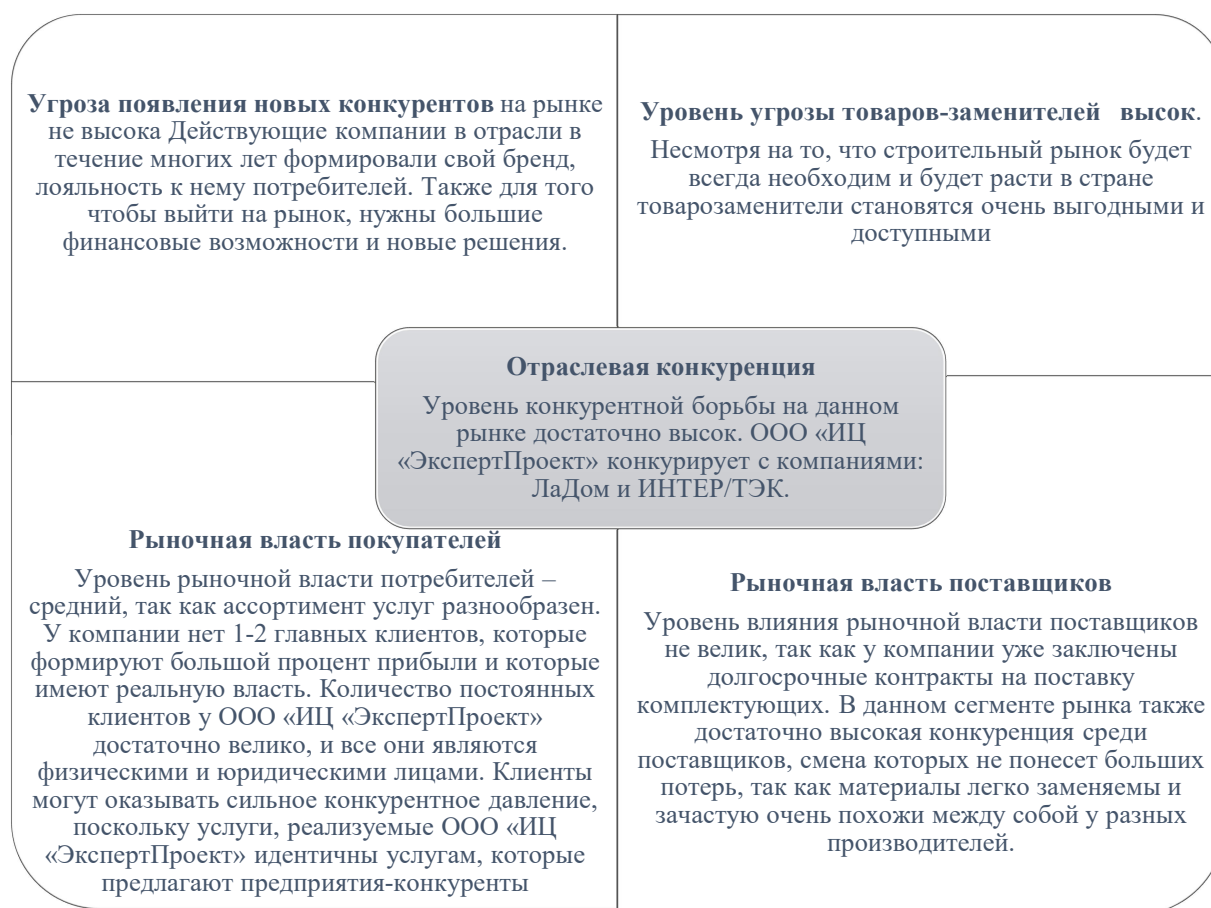 Угроза появления новых конкурентов на рынке
не высока Действующие компании в отрасли в
течение многих лет формировали свой бренд,
лояльность к нему потребителей. Также для того
чтобы выйти на рынок, нужны большие
финансовые возможности и новые решения.
Уровень угрозы товаров-заменителей высок.
Несмотря на то, что строительный рынок будет
всегда необходим и будет расти в стране
товарозаменители становятся очень выгодными и
доступными
Отраслевая конкуренция
Уровень конкурентной борьбы на данном
рынке достаточно высок. ООО «ИЦ
«ЭкспертПроект» конкурирует с компаниями:
ЛаДом и ИНТЕР/ТЭК.
Рыночная власть покупателей
Уровень рыночной власти потребителей –
средний, так как ассортимент услуг разнообразен.
У компании нет 1-2 главных клиентов, которые
формируют большой процент прибыли и которые
имеют реальную власть. Количество постоянных
клиентов у ООО «ИЦ «ЭкспертПроект»
достаточно велико, и все они являются
физическими и юридическими лицами. Клиенты
могут оказывать сильное конкурентное давление,
поскольку услуги, реализуемые ООО «ИЦ
«ЭкспертПроект» идентичны услугам, которые
предлагают предприятия-конкуренты
Рыночная власть поставщиков
Уровень влияния рыночной власти поставщиков
не велик, так как у компании уже заключены
долгосрочные контракты на поставку
комплектующих. В данном сегменте рынка также
достаточно высокая конкуренция среди
поставщиков, смена которых не понесет больших
потерь, так как материалы легко заменяемы и
зачастую очень похожи между собой у разных
производителей.